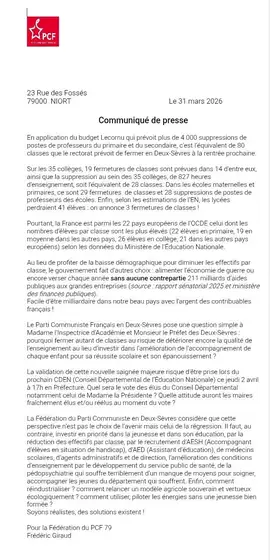 PCF
23 Rue des Fossés
79000 NIORT Le 31 mars 2026
Communiqué de presse
En application du budget Lecornu qui prévoit plus de 4 000 suppressions
de postes de professeurs du primaire et du secondaire, c'est l'équivalent de 80
classes que le rectorat prévoit de fermer en Deux-Sèvres à la rentrée prochaine.
Sur les 35 collèges, 19 fermetures de classes sont prévues dans 14 d'entre eux,
ainsi que la suppression au sein des 35 collèges, de 827 heures
d'enseignement, soit l'équivalent de 28 classes. Dans les écoles maternelles et
primaires, ce sont 29 fermetures de classes et 28 suppressions de postes de
professeurs des écoles. Enfin, selon les estimations de l'EN, les lycées
perdraient 41 élèves : on annonce 3 fermetures de classes !
Pourtant, la France est parmi les 22 pays européens de l'OCDE celui dont les
nombres d'élèves par classe sont les plus élevés (22 élèves en primaire, 19 en
moyenne dans les autres pays, 26 élèves en collège, 21 dans les autres pays
européens) selon les données du Ministère de l'Éducation Nationale.
Au lieu de profiter de la baisse démographique pour diminuer les effectifs par
classe, le gouvernement fait d'autres choix : alimenter l'économie de guerre ou
encore verser chaque année sans aucune contrepartie 211 milliards d'aides
publiques aux grandes entreprises (source : rapport sénatorial 2025 et ministère
des finances publiques).
Facile d'être milliardaire dans notre beau pays avec l'argent des contribuables
français !
Le Parti Communiste Français en Deux-Sèvres pose une question simple à
Madame l'Inspectrice d'Académie et Monsieur le Préfet des Deux-Sèvres :
pourquoi fermer autant de classes au risque de détériorer encore la qualité de
l'enseignement au lieu d'investir dans l'amélioration de l'accompagnement de
chaque enfant pour sa réussite scolaire et son épanouissement ?
La validation de cette nouvelle saignée majeure risque d'être prise lors du
prochain CDEN (Conseil Départemental de l'Éducation Nationale) ce jeudi 2 avril
à 17h en Préfecture. Quel sera le vote des élus du Conseil Départemental
notamment celui de Madame la Présidente ? Quelle attitude auront les maires
fraîchement élus et/ou réélus au moment du vote ?
La Fédération du Parti Communiste en Deux-Sèvres considère que cette
perspective n'est pas le choix de l'avenir mais celui de la régression. Il faut, au
contraire, investir en priorité dans la jeunesse et dans son éducation, par la
réduction des effectifs par classe, par le recrutement d'AESH (Accompagnants
d'élèves en situation de handicap), d'AED (Assistant d'éducation), de médecins
scolaires, d'agents administratifs et de direction, l'amélioration des conditions
d'enseignement par le développement du service public de santé, de la
pédopsychiatrie qui souffre terriblement d'un manque de moyens pour soigner,
accompagner les jeunes du département qui souffrent. Enfin, comment
réindustrialiser ? comment relancer un modèle agricole souverain et vertueux
écologiquement ? comment utiliser, piloter les énergies sans une jeunesse bien
formée ?
Soyons réalistes, des solutions existent !
Pour la Fédération du PCF 79
Frédéric Giraud